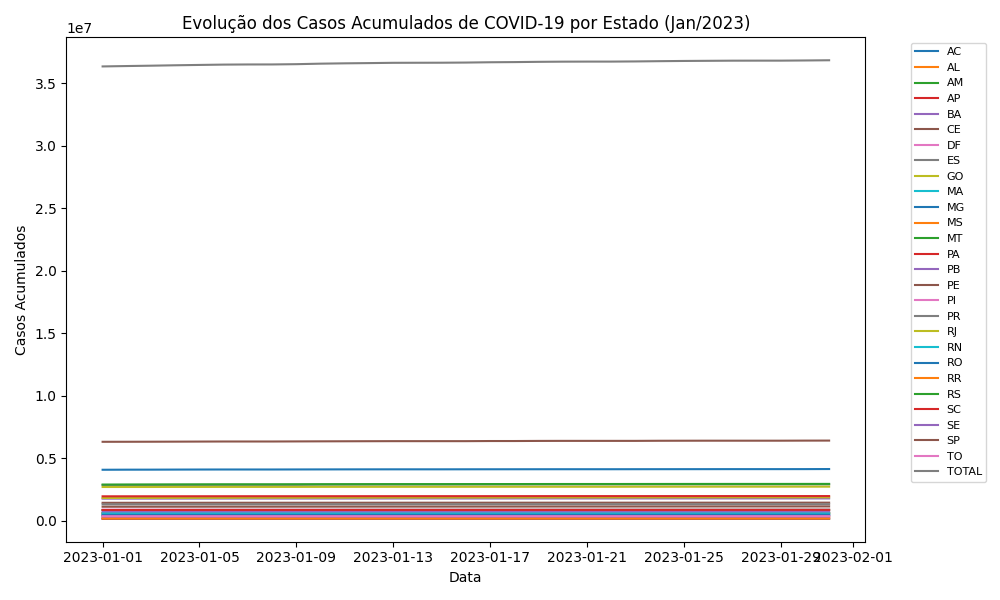 Evolução dos Casos Acumulados de COVID-19 por Estado (Jan/2023)
1e7
3.5
3.0
2.5
2.0
1.5
1.0
0.5
0.0
Casos Acumulados
2023-01-01 2023-01-05 2023-01-09 2023-01-13 2023-01-17 2023-01-21 2023-01-25 2023-01-29 2023-02-01
Data
AC
AL
AM
AP
BA
CE
DF
ES
GO
MA
MG
MS
MT
PA
PB
PE
PI
PR
RJ
RN
RO
RR
RS
SC
SE
SP
TO
TOTAL